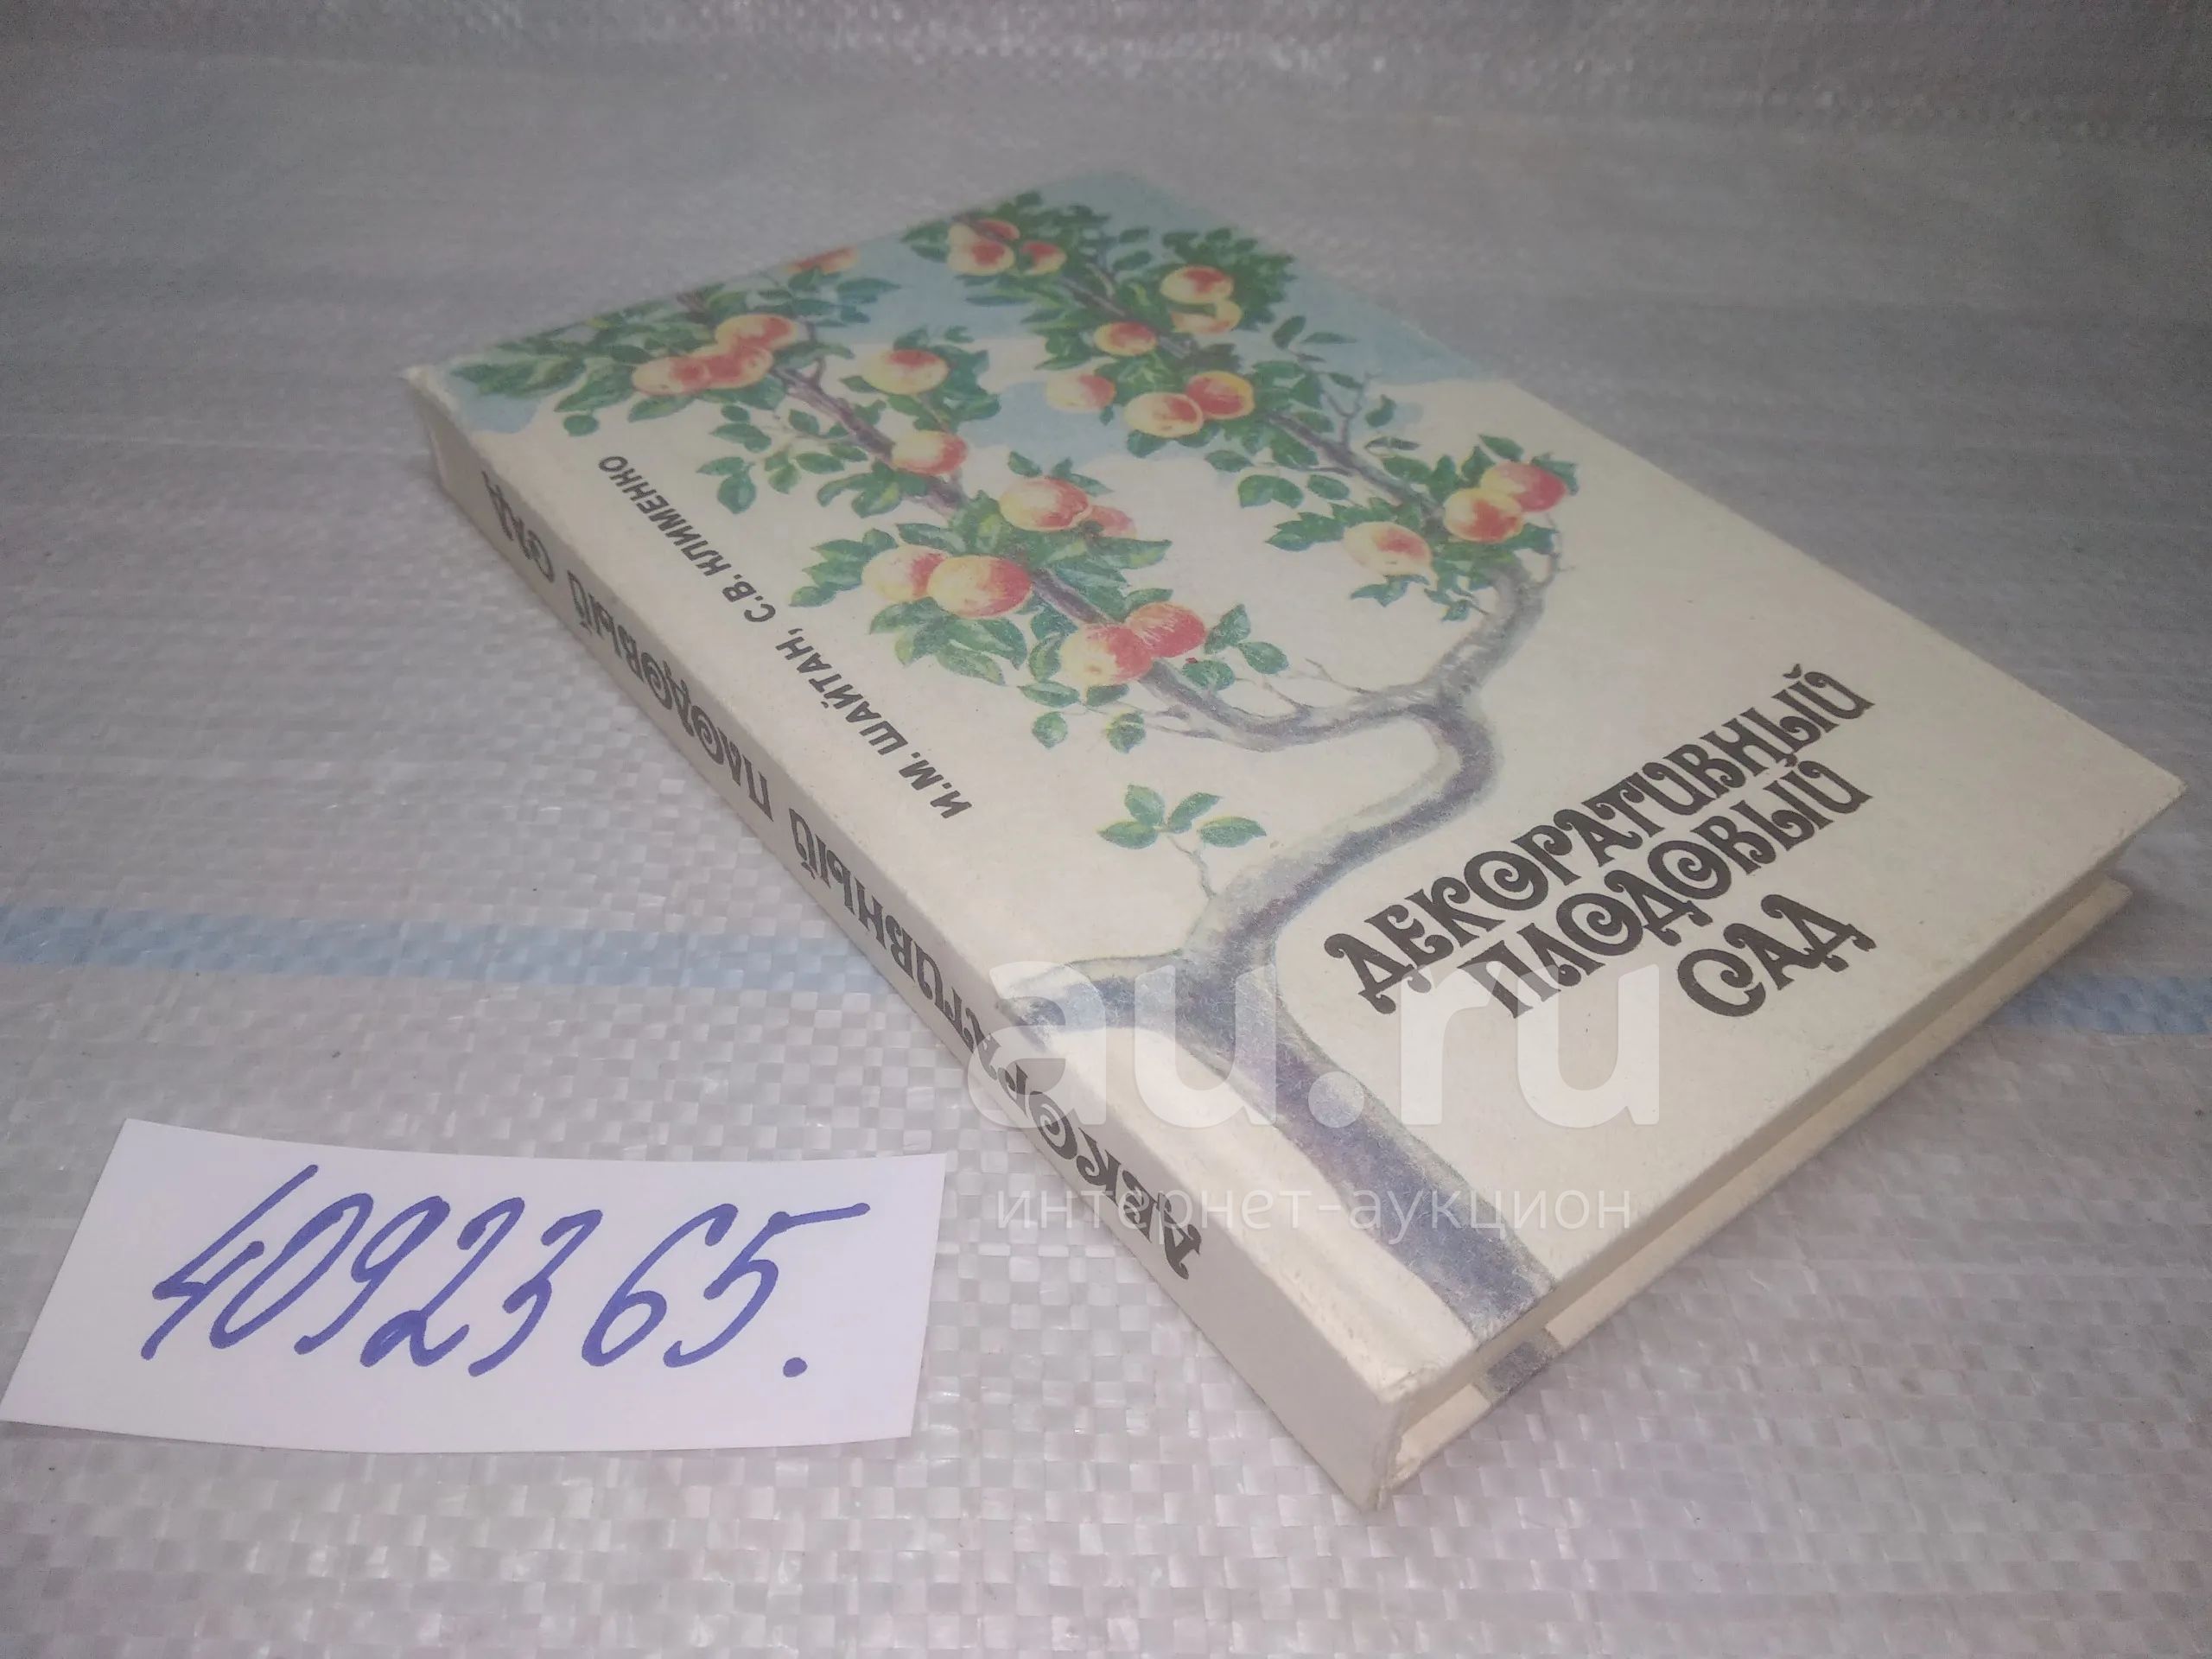 И.М. ШАЙТАН, С.В. КЛИМЕНКО
ДЕКОРАТИВНЫЙ
ПЛОДОВЫЙ
САД
ДЕКОРАТИВНЫЙ ПЛОДОВЫЙ САД
au.ru
интернет-аукцион
4092365.